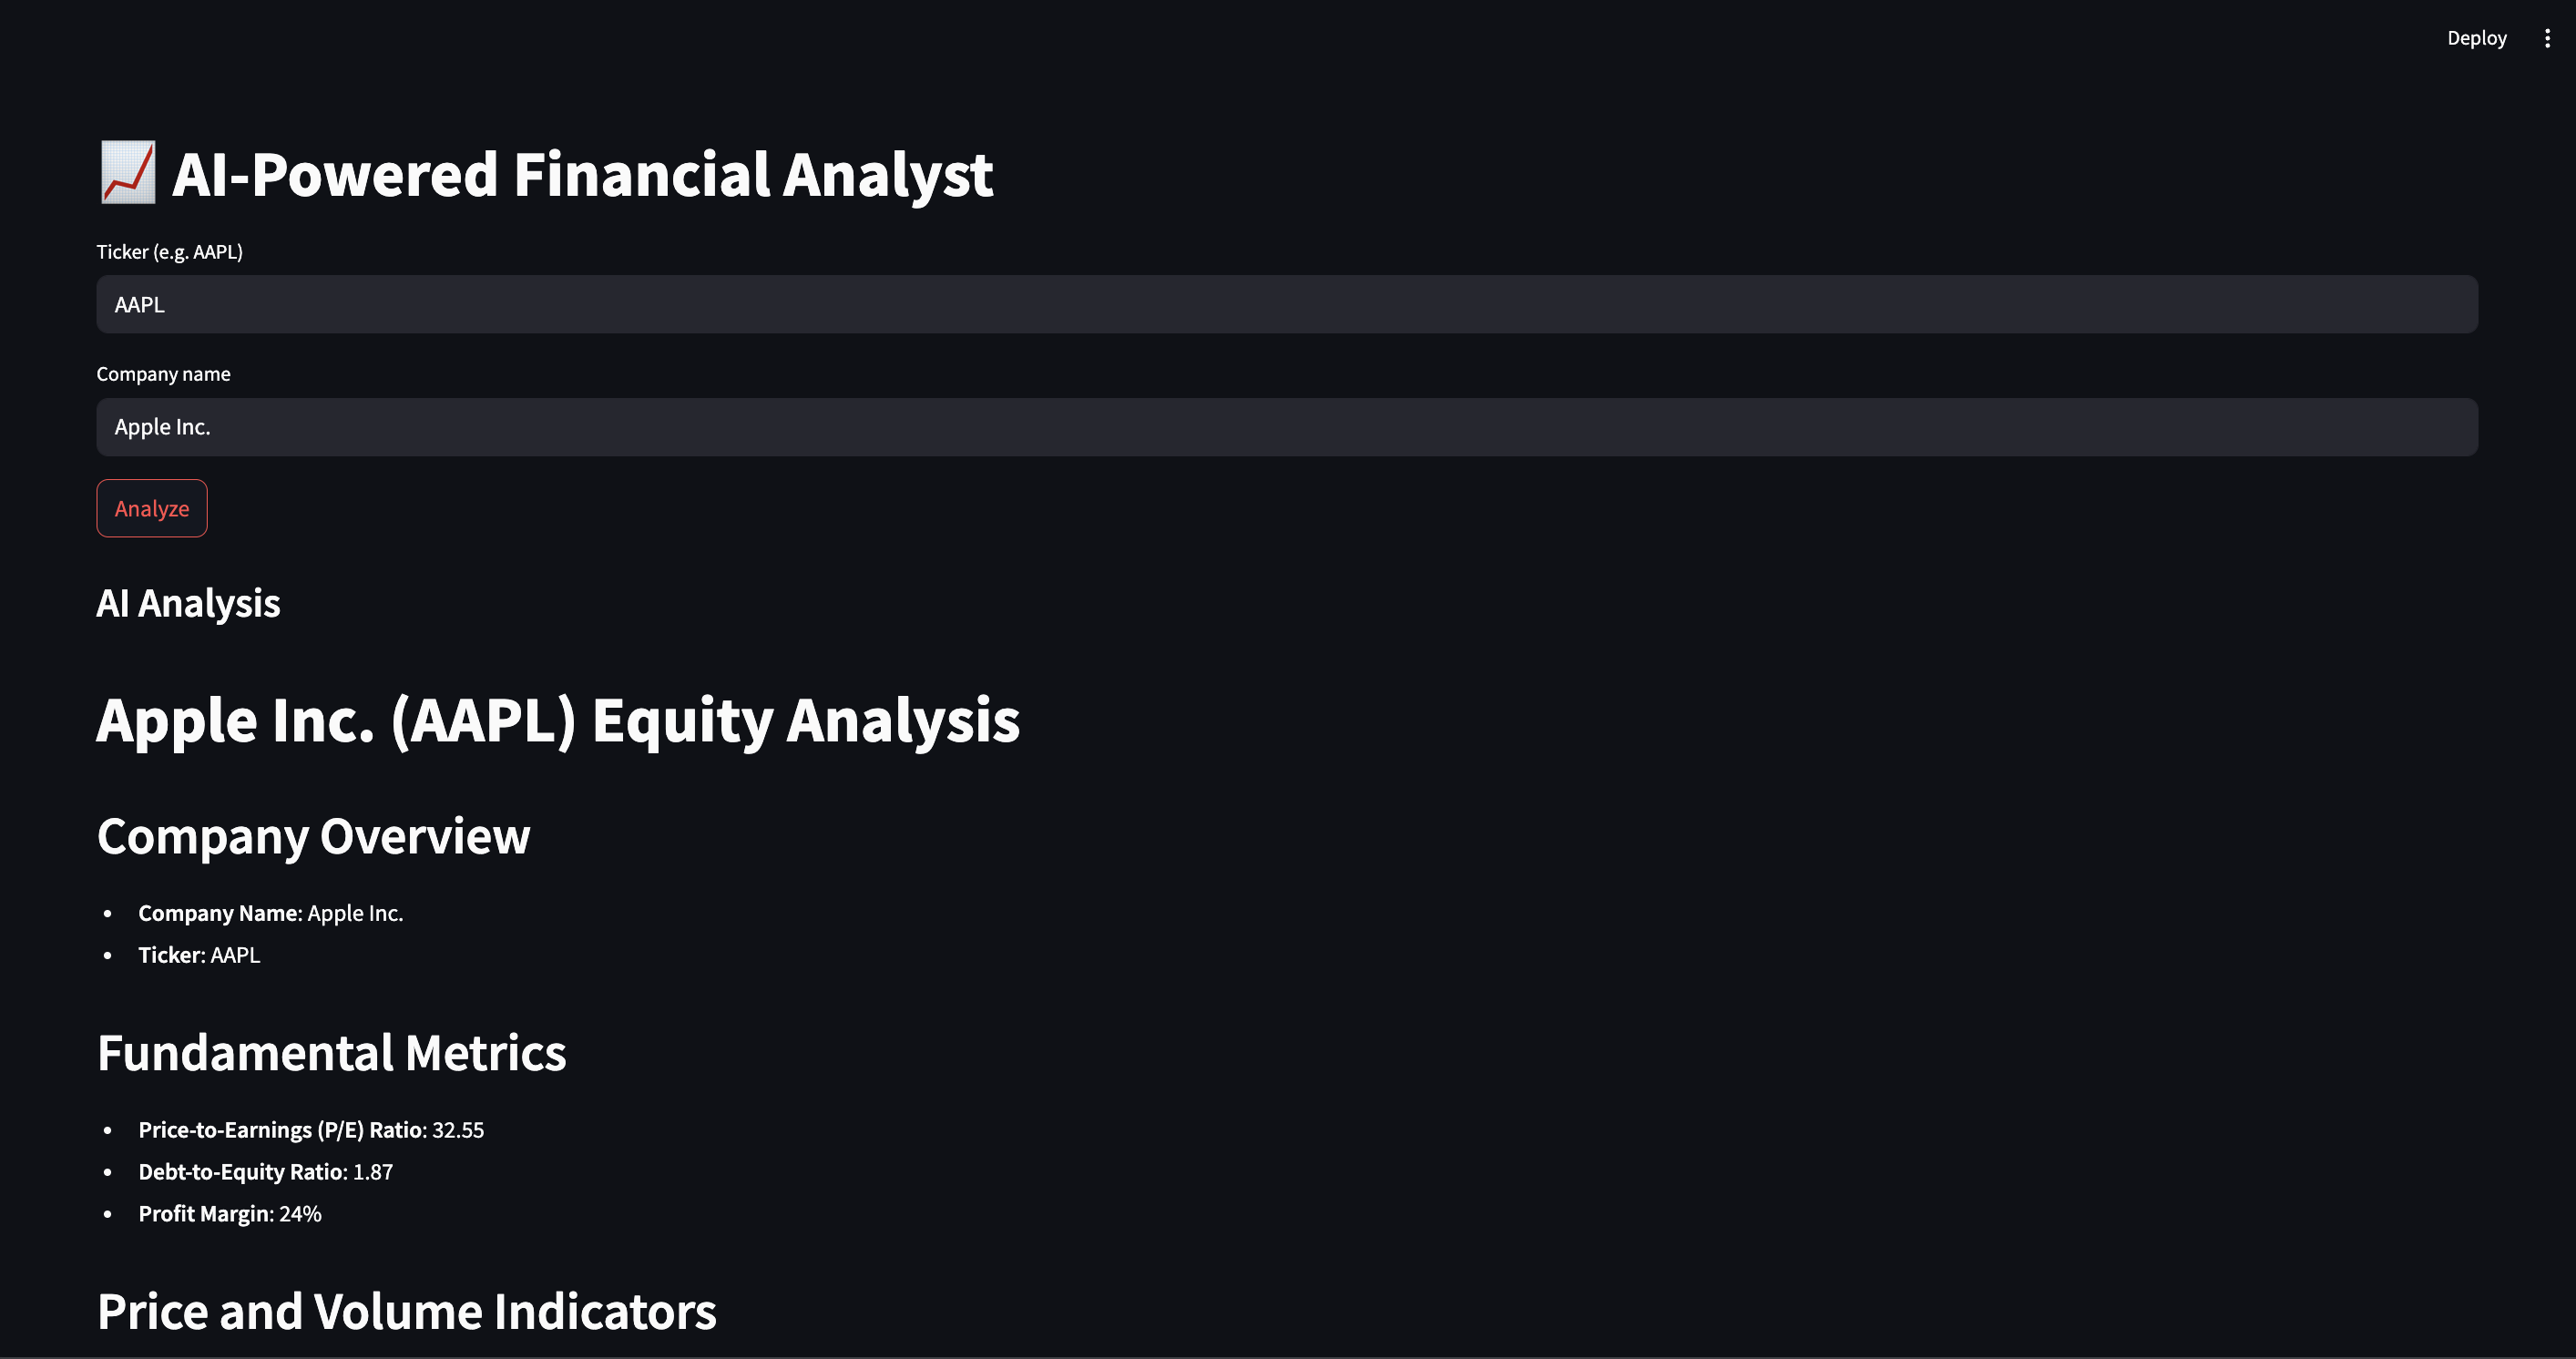 Deploy
AI-Powered Financial Analyst
Ticker (e.g. AAPL)
AAPL
Company name
Apple Inc.
Analyze
AI Analysis
Apple Inc. (AAPL) Equity Analysis
Company Overview
• Company Name: Apple Inc.
• Ticker: AAPL
Fundamental Metrics
• Price-to-Earnings (P/E) Ratio: 32.55
• Debt-to-Equity Ratio: 1.87
• Profit Margin: 24%
Price and Volume Indicators